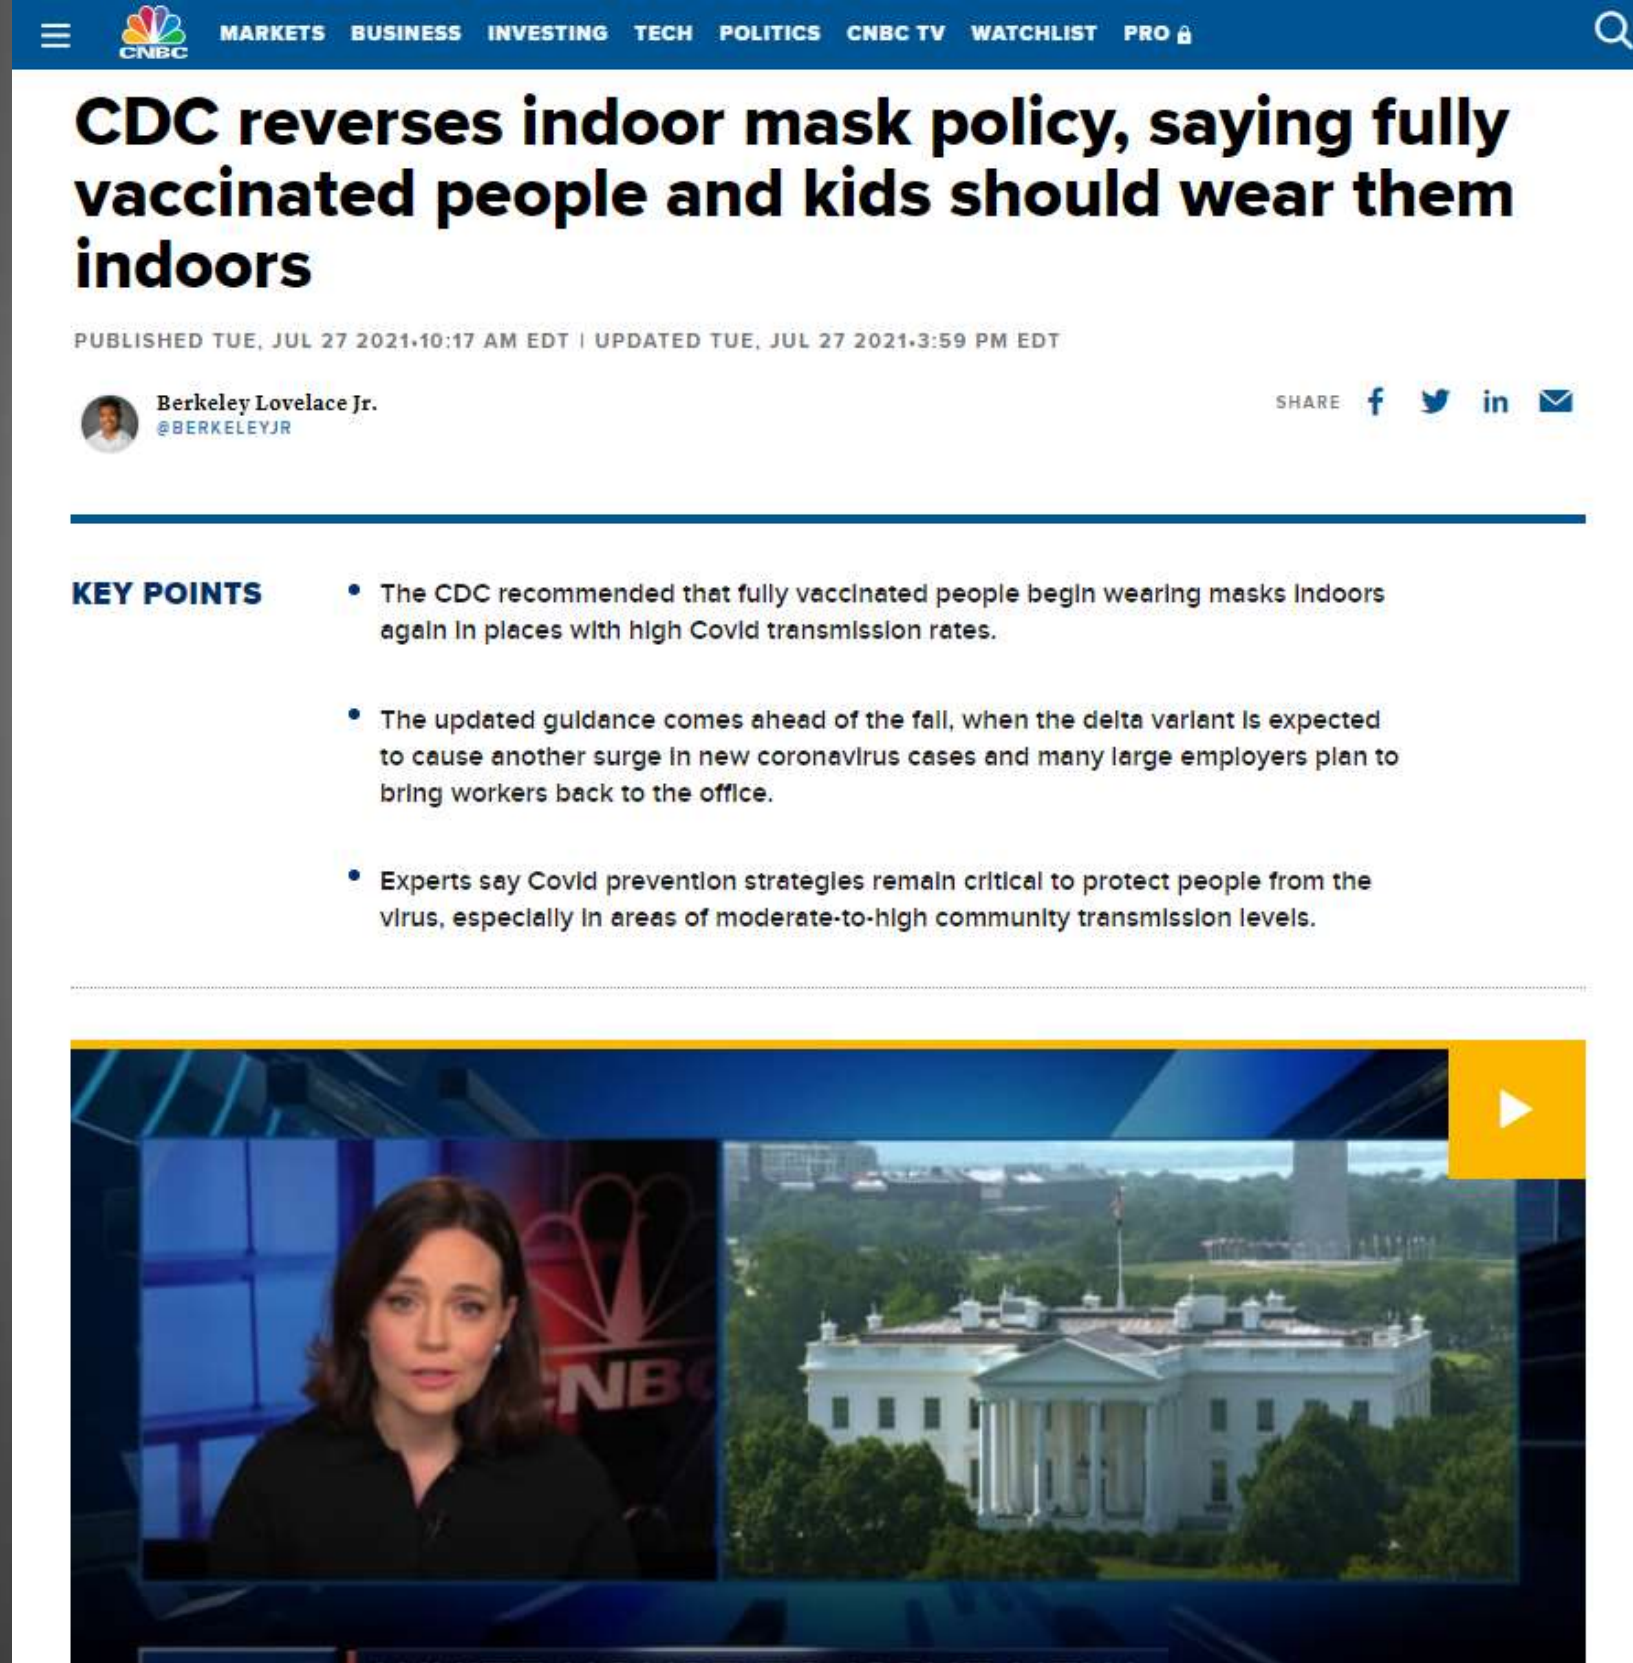 CNBC
MARKETS BUSINESS INVESTING TECH POLITICS CNBC TV WATCHLIST PRO
CDC reverses indoor mask policy, saying fully
vaccinated people and kids should wear them
indoors
PUBLISHED TUE, JUL 27 2021•10:17 AM EDT | UPDATED TUE, JUL 27 2021•3:59 PM EDT
Berkeley Lovelace Jr.
@BERKELEYJR
SHARE
KEY POINTS
• The CDC recommended that fully vaccinated people begin wearing masks indoors
again in places with high Covid transmission rates.
• The updated guidance comes ahead of the fall, when the delta variant is expected
to cause another surge in new coronavirus cases and many large employers plan to
bring workers back to the office.
• Experts say Covid prevention strategies remain critical to protect people from the
virus, especially in areas of moderate-to-high community transmission levels.